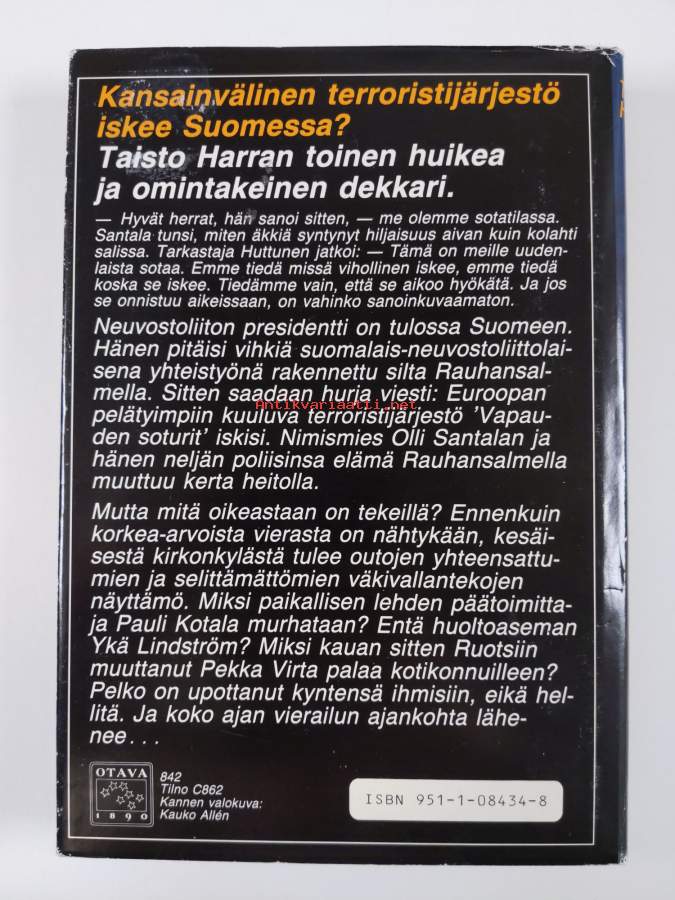 Kansainvälinen terroristijärjestö
iskee Suomessa?
Taisto Harran toinen huikea
ja omintakeinen dekkari.
— Hyvät herrat, hän sanoi sitten, — me olemme sotatilassa.
Santala tunsi, miten äkkiä syntynyt hiljaisuus aivan kuin kolahti
salissa. Tarkastaja Huttunen jatkoi: — Tämä on meille uuden-
laista sotaa. Emme tiedä missä vihollinen iskee, emme tiedä
koska se iskee. Tiedämme vain, että se aikoo hyökätä. Ja jos
se onnistuu aikeissaan, on vahinko sanoinkuvaamaton.
Neuvostoliiton presidentti on tulossa Suomeen.
Hänen pitäisi vihkiä suomalais-neuvostoliittolai-
sena yhteistyönä rakennettu silta Rauhansal-
mella. Sitten saadaan hurja viesti: Euroopan
Antikvariaatti.net
pelätyimpiin kuuluva terroristijärjestö 'Vapau-
den soturit' iskisi. Nimismies Olli Santalan ja
hänen neljän poliisinsa elämä Rauhansalmella
muuttuu kerta heitolla.
Mutta mitä oikeastaan on tekeillä? Ennenkuin
korkea-arvoista vierasta on nähtykään, kesäi-
sestä kirkonkylästä tulee outojen yhteensattu-
mien ja selittämättömien väkivallantekojen
näyttämö. Miksi paikallisen lehden päätoimitta-
ja Pauli Kotala murhataan? Entä huoltoaseman
Ykä Lindström? Miksi kauan sitten Ruotsiin
muuttanut Pekka Virta palaa kotikonnuilleen?
Pelko on upottanut kyntensä ihmisiin, eikä hel-
litä. Ja koko ajan vierailun ajankohta lähe-
nee...
OTAVA
1890
842
Tilno C862
Kannen valokuva:
Kauko Allén
ISBN 951-1-08434-8